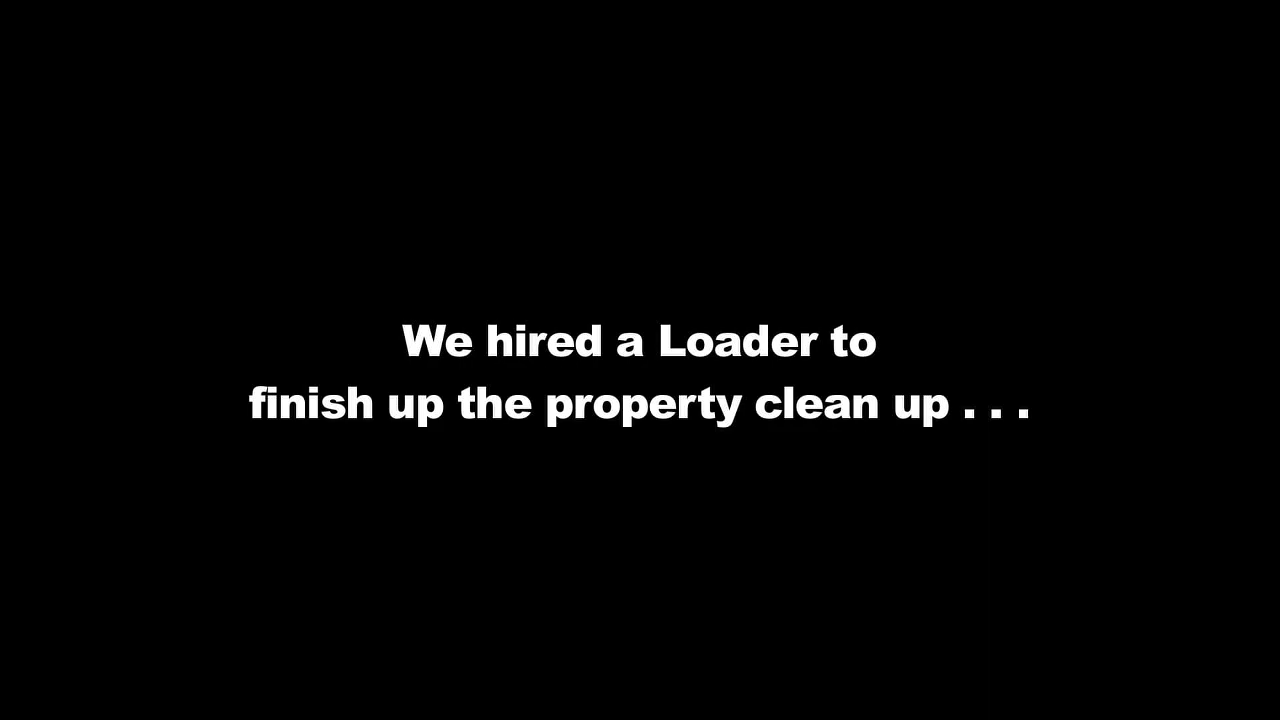 We hired a Loader to
finish up the property clean up . . .